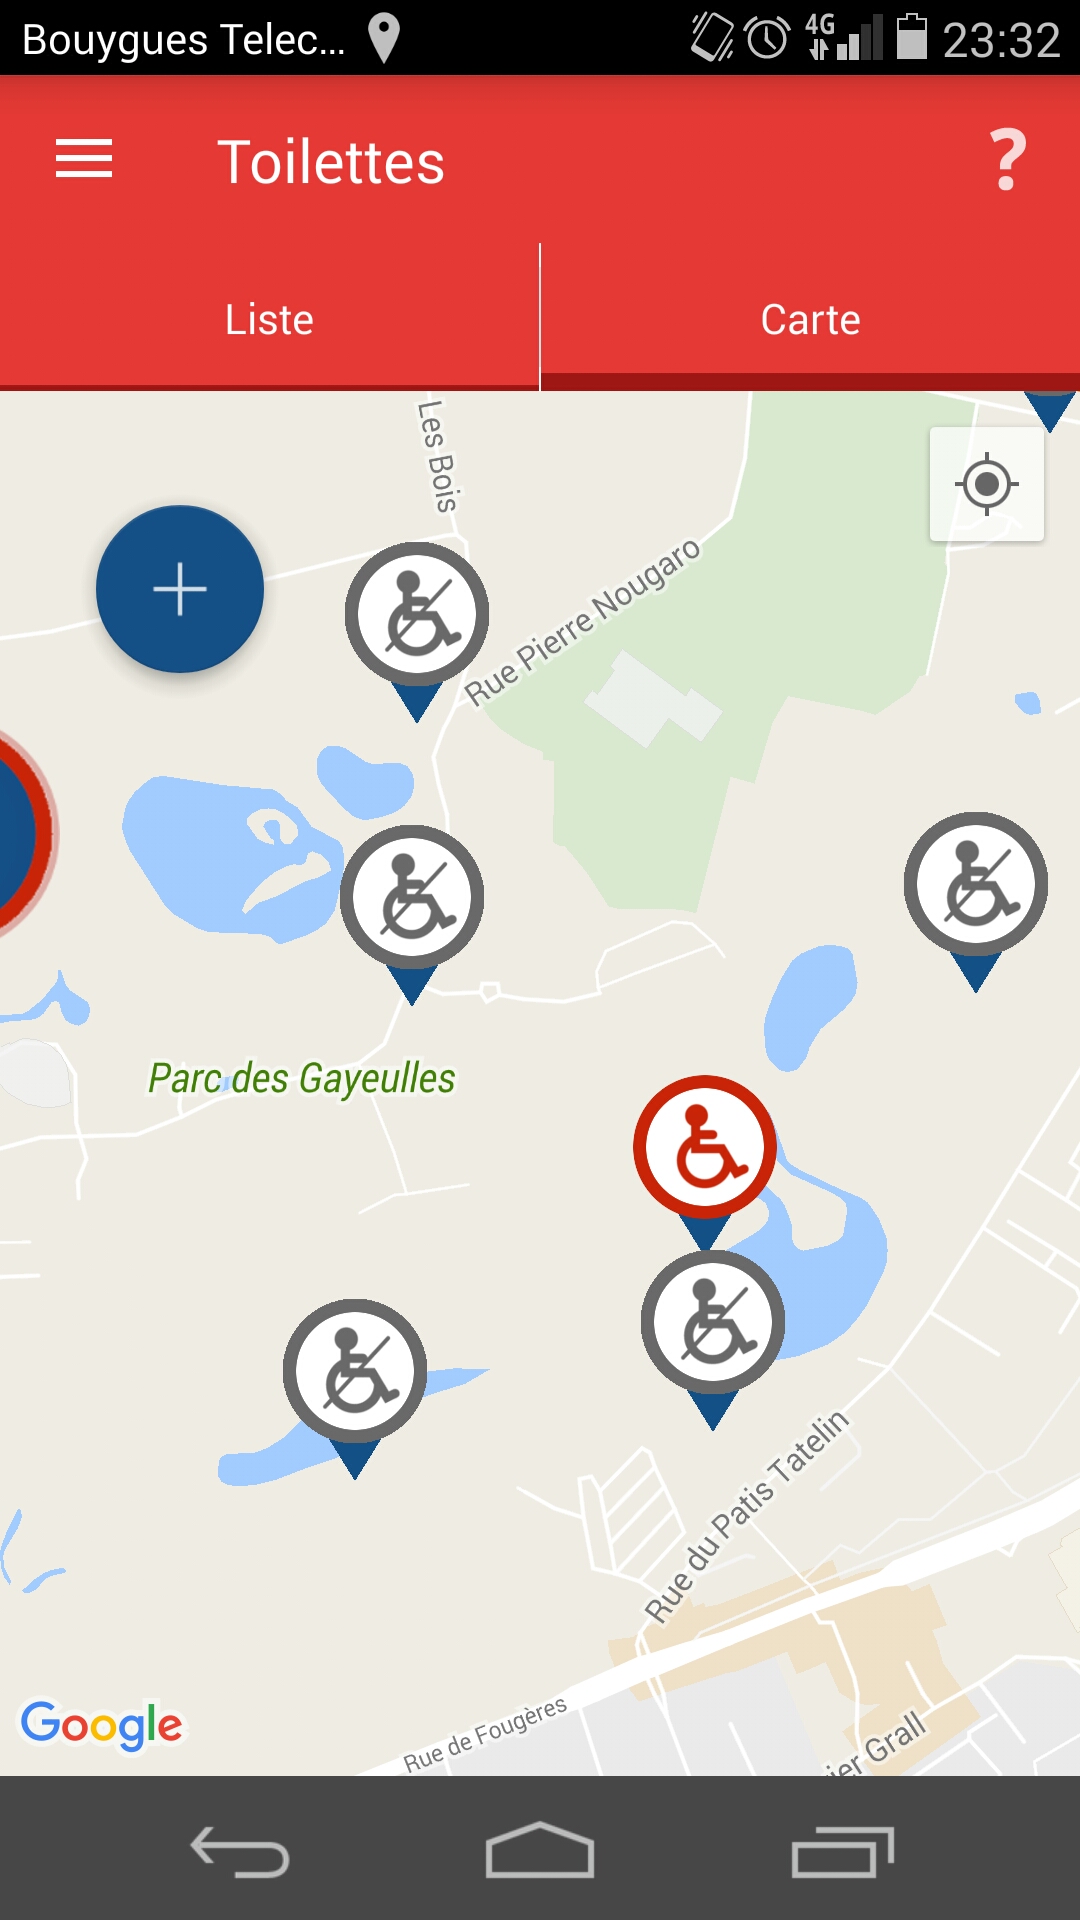 Bouygues Telec... 4G 23:32
Toilettes ?
Liste Carte
Les Bois
Rue Pierre Nougaro
Parc des Gayeulles
Rue du Patis Tatelin
Rue de Fougères
ier Grall
Google